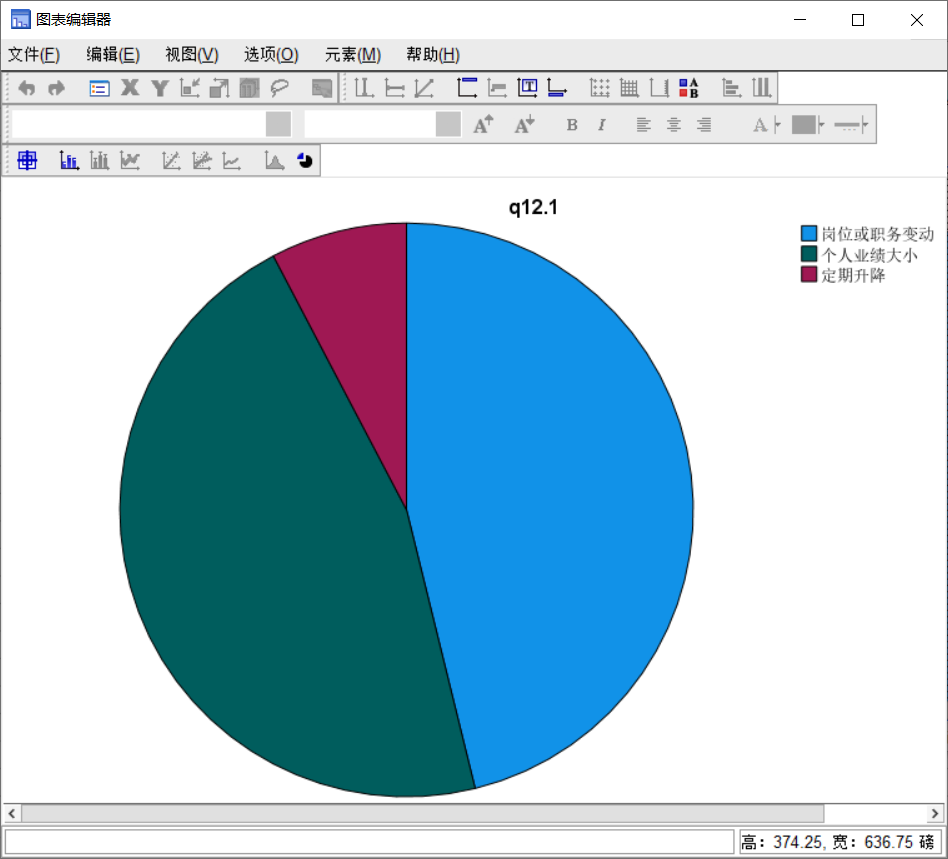 图表编辑器
文件(F) 编辑(E) 视图(V) 选项(O) 元素(M) 帮助(H)
q12.1
岗位或职务变动
个人业绩大小
定期升降
高: 374.25, 宽: 636.75 磅